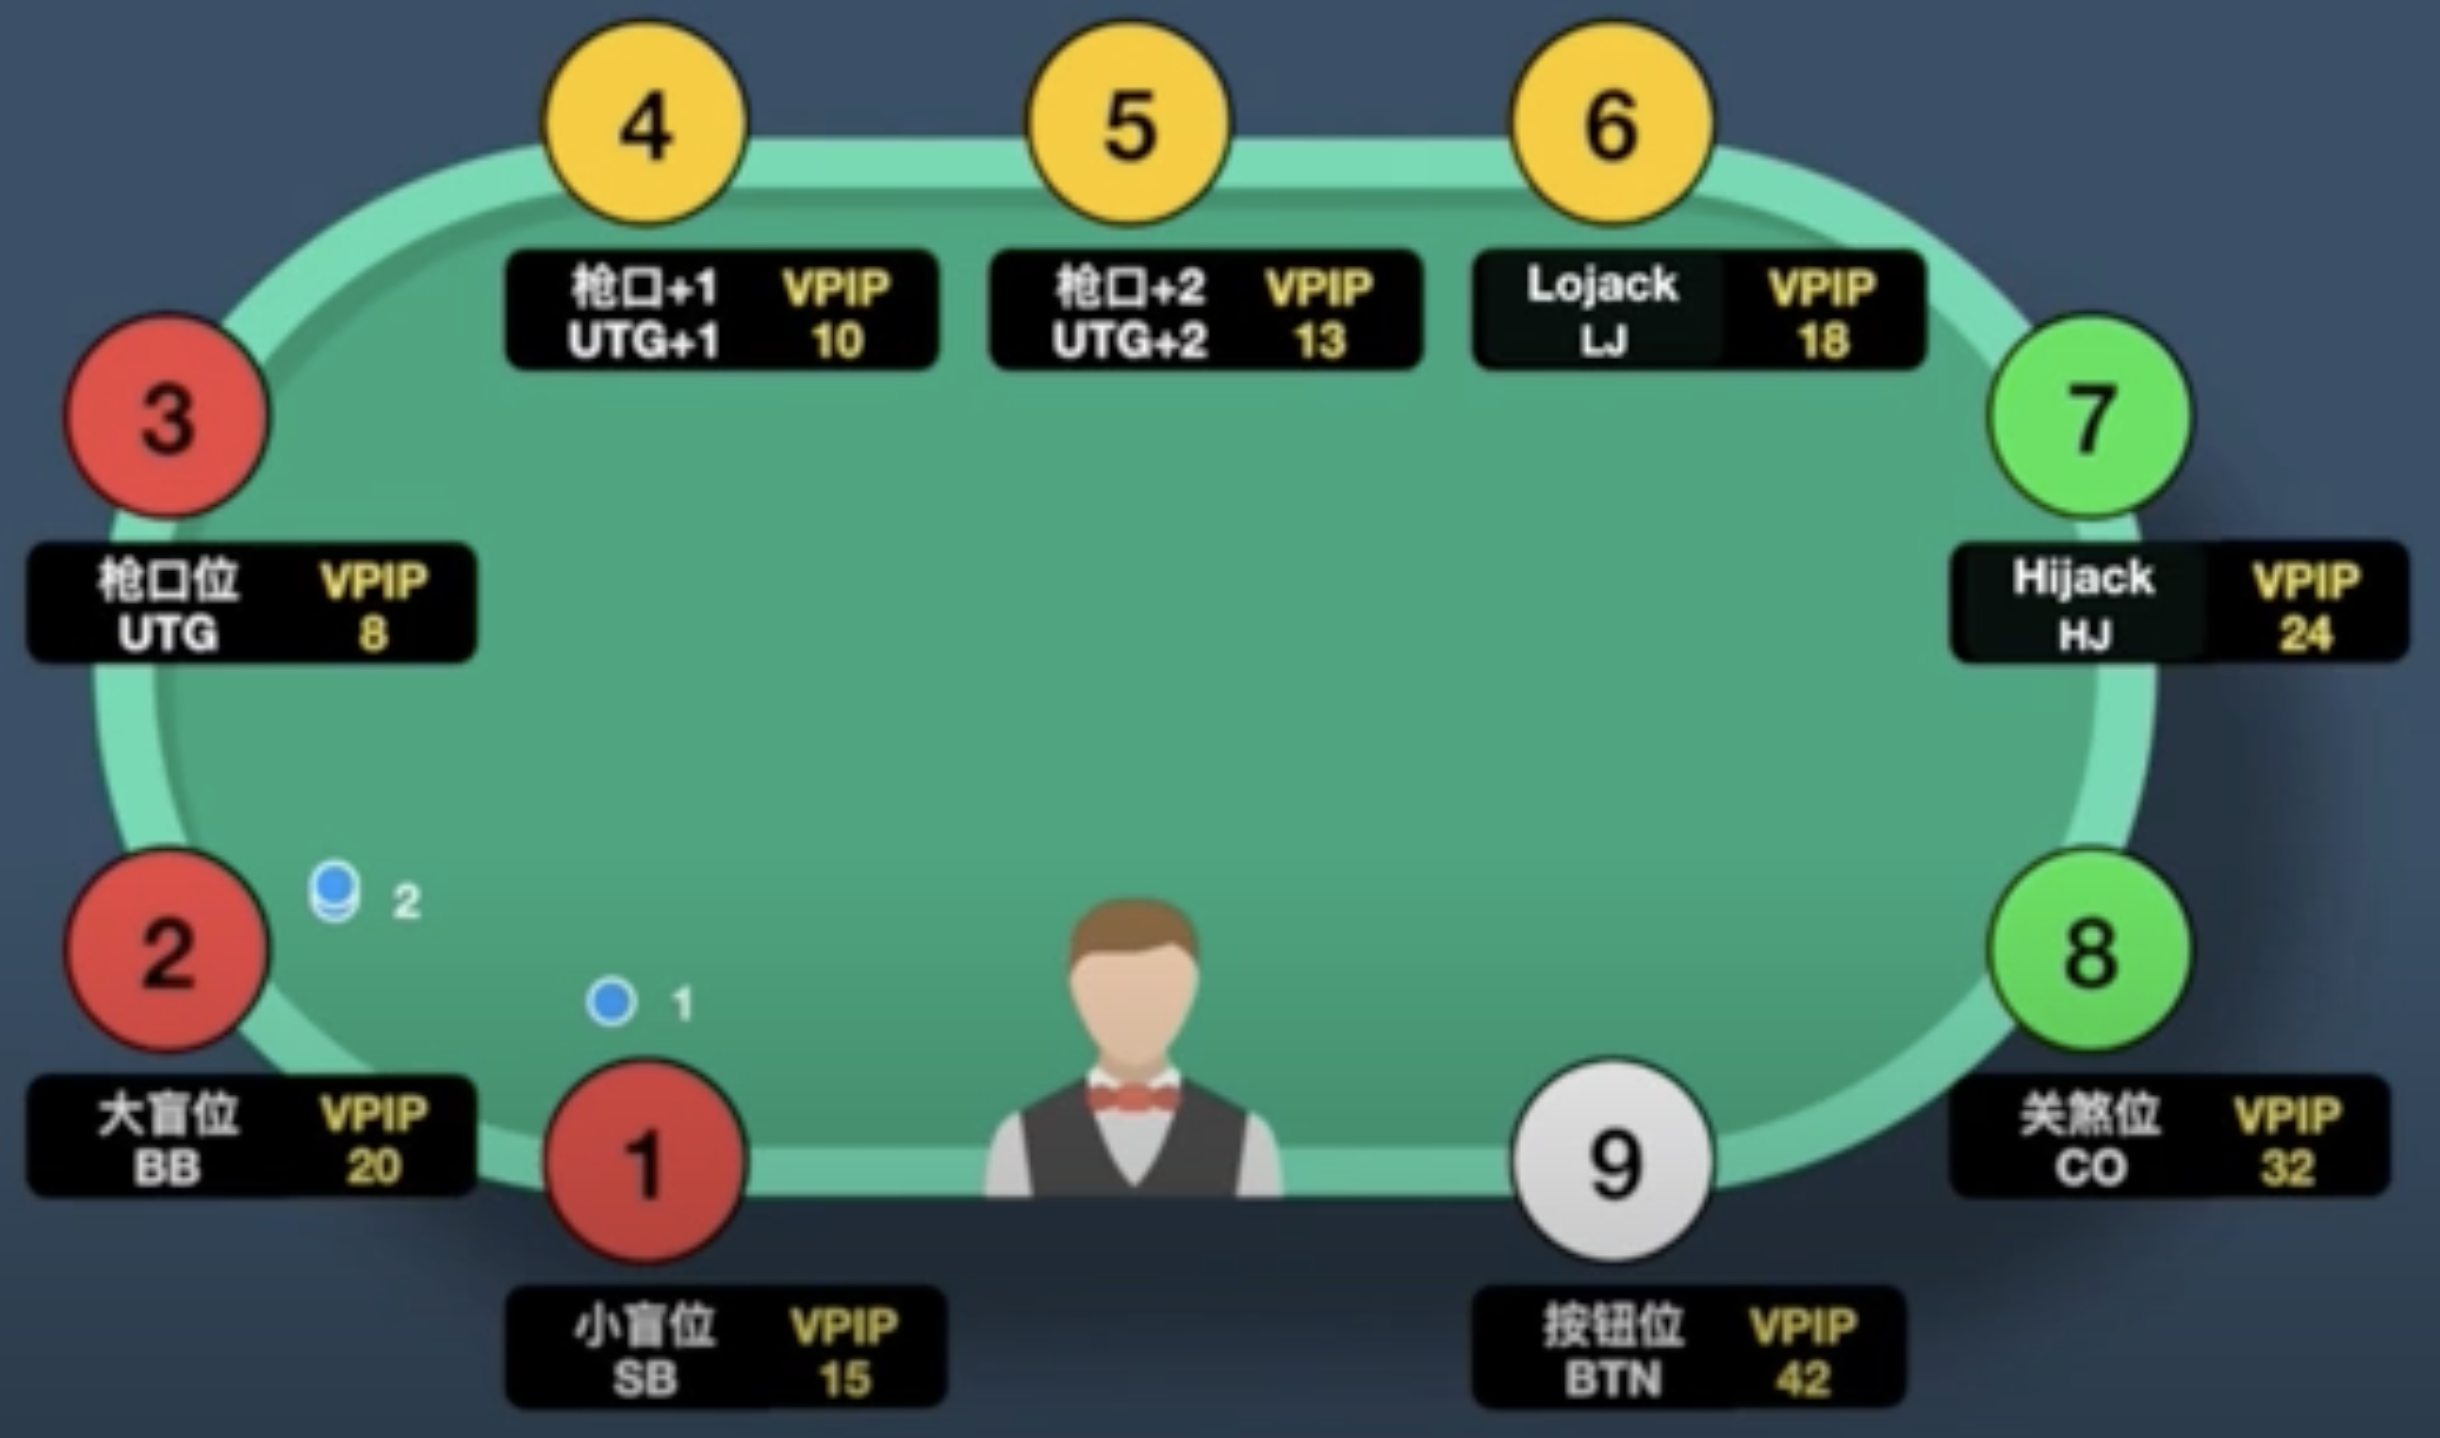 4
5
6
枪口+1 VPIP
UTG+1 10
枪口+2 VPIP
UTG+2 13
Lojack VPIP
LJ 18
3
7
枪口位 VPIP
UTG 8
Hijack VPIP
HJ 24
2
2
8
1
大盲位 VPIP
BB 20
1
9
关煞位 VPIP
CO 32
小盲位 VPIP
SB 15
按钮位 VPIP
BTN 42